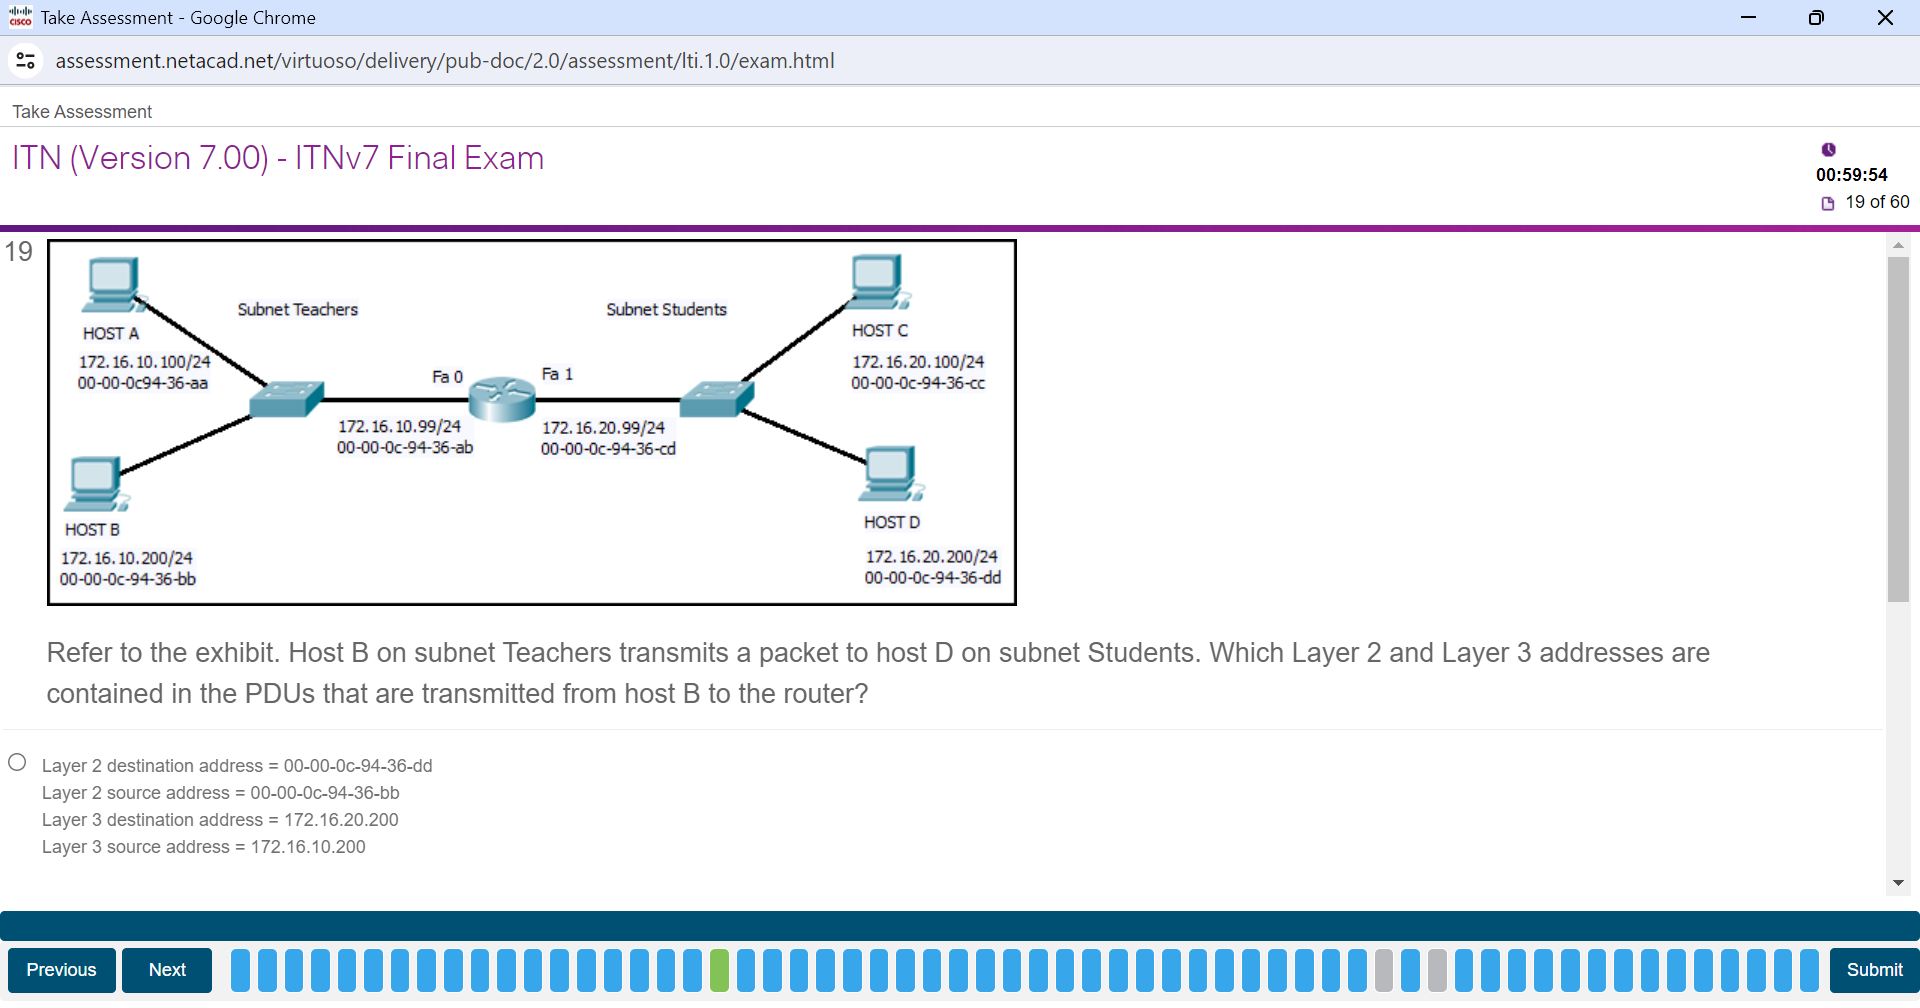 CISCO Take Assessment - Google Chrome
assessment.netacad.net/virtuoso/delivery/pub-doc/2.0/assessment/lti.1.0/exam.html
Take Assessment
ITN (Version 7.00) - ITNv7 Final Exam
00:59:54
19 of 60
19
Subnet Teachers
Subnet Students
HOST A
172.16.10.100/24
00-00-0c94-36-aa
HOST C
172.16.20.100/24
00-00-0c-94-36-cc
Fa 0
Fa 1
172.16.10.99/24
00-00-0c-94-36-ab
172.16.20.99/24
00-00-0c-94-36-cd
HOST B
172.16.10.200/24
00-00-0c-94-36-bb
HOST D
172.16.20.200/24
00-00-0c-94-36-dd
Refer to the exhibit. Host B on subnet Teachers transmits a packet to host D on subnet Students. Which Layer 2 and Layer 3 addresses are
contained in the PDUs that are transmitted from host B to the router?
Layer 2 destination address = 00-00-0c-94-36-dd
Layer 2 source address = 00-00-0c-94-36-bb
Layer 3 destination address = 172.16.20.200
Layer 3 source address = 172.16.10.200
Previous
Next
Submit